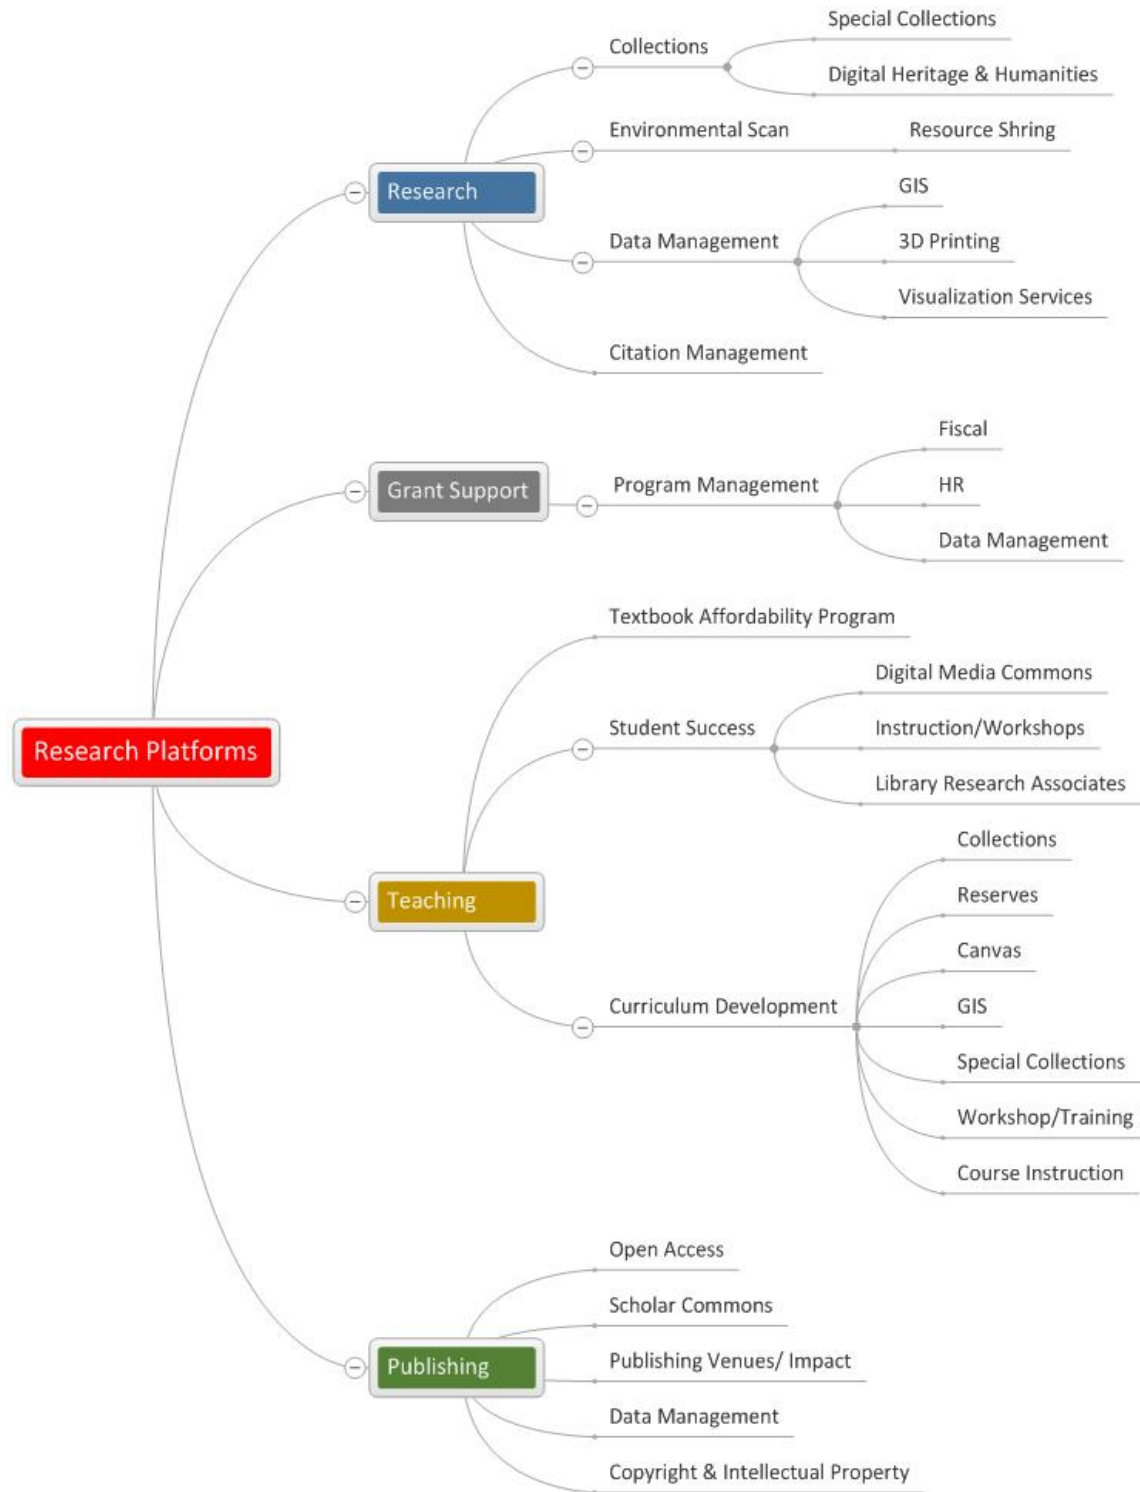 Research Platforms
Research
Collections
Special Collections
Digital Heritage & Humanities
Environmental Scan
Resource Shring
Data Management
GIS
3D Printing
Visualization Services
Citation Management
Grant Support
Program Management
Fiscal
HR
Data Management
Teaching
Textbook Affordability Program
Student Success
Digital Media Commons
Instruction/Workshops
Library Research Associates
Curriculum Development
Collections
Reserves
Canvas
GIS
Special Collections
Workshop/Training
Course Instruction
Publishing
Open Access
Scholar Commons
Publishing Venues/ Impact
Data Management
Copyright & Intellectual Property